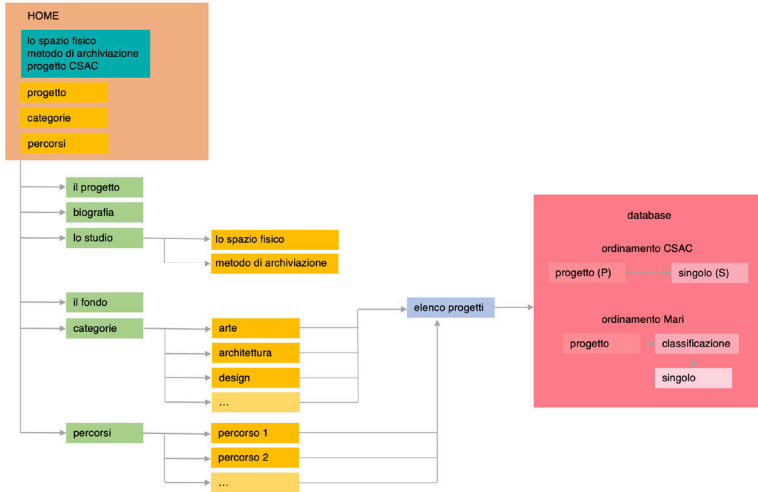 HOME
lo spazio fisico
metodo di archiviazione
progetto CSAC
progetto
categorie
percorsi
il progetto
biografia
lo studio
lo spazio fisico
metodo di archiviazione
il fondo
categorie
arte
architettura
design
...
percorsi
percorso 1
percorso 2
...
elenco progetti
database
ordinamento CSAC
progetto (P)
singolo (S)
ordinamento Mari
progetto
classificazione
singolo